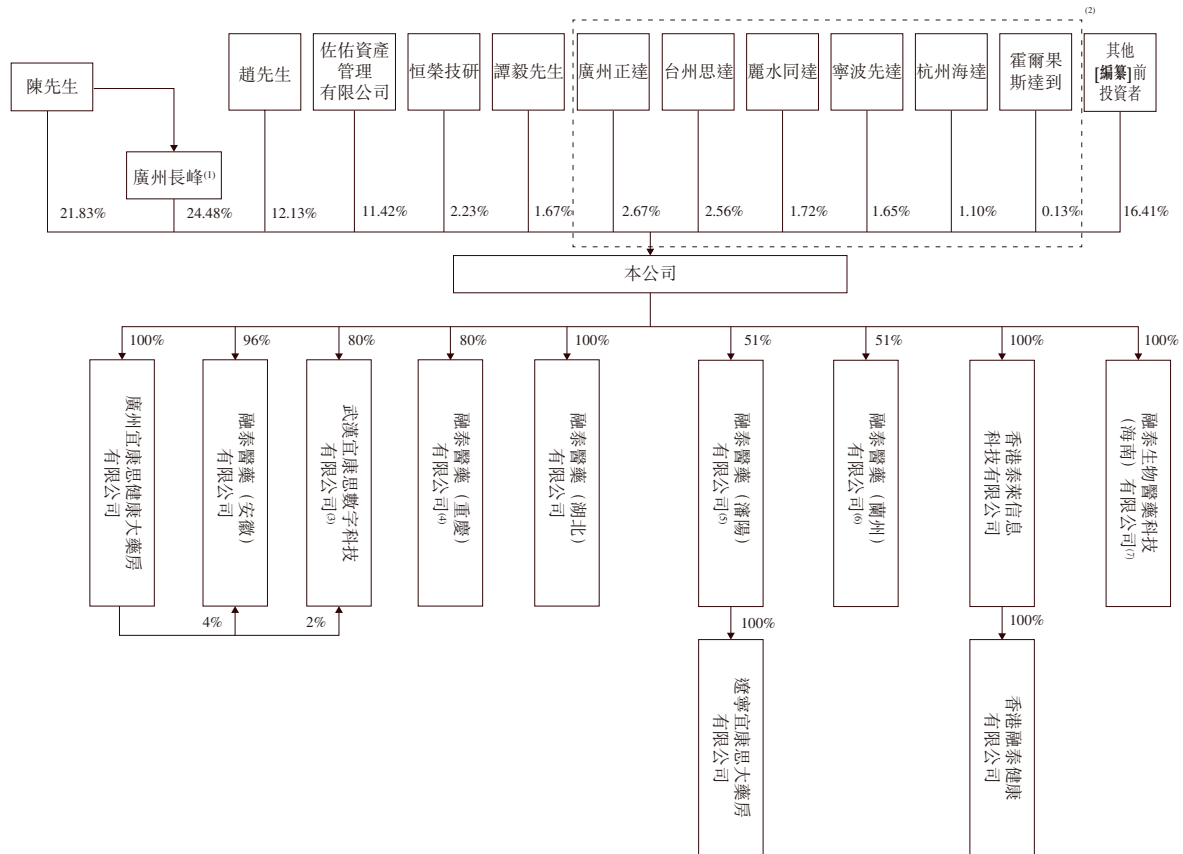 (2)
陳先生
廣州長峰(1)
趙先生
佐佑資產
管理
有限公司
恒榮技研
譚毅先生
廣州正達
台州思達
麗水同達
寧波先達
杭州海達
霍爾果
斯達到
其他
[編纂]前
投資者
21.83%
24.48%
12.13%
11.42%
2.23%
1.67%
2.67%
2.56%
1.72%
1.65%
1.10%
0.13%
16.41%
本公司
100%
96%
80%
80%
100%
51%
51%
100%
100%
廣州宜康思健康大藥房
有限公司
融泰醫藥（安徽）
有限公司
武漢宜康思數字科技
有限公司(3)
融泰醫藥（重慶）
有限公司(4)
融泰醫藥（湖北）
有限公司
融泰醫藥（瀋陽）
有限公司(5)
融泰醫藥（蘭州）
有限公司(6)
香港泰萊信息
科技有限公司
融泰生物醫藥科技
（海南）有限公司(7)
4%
2%
100%
100%
遼寧宜康思大藥房
有限公司
香港融泰健康
有限公司